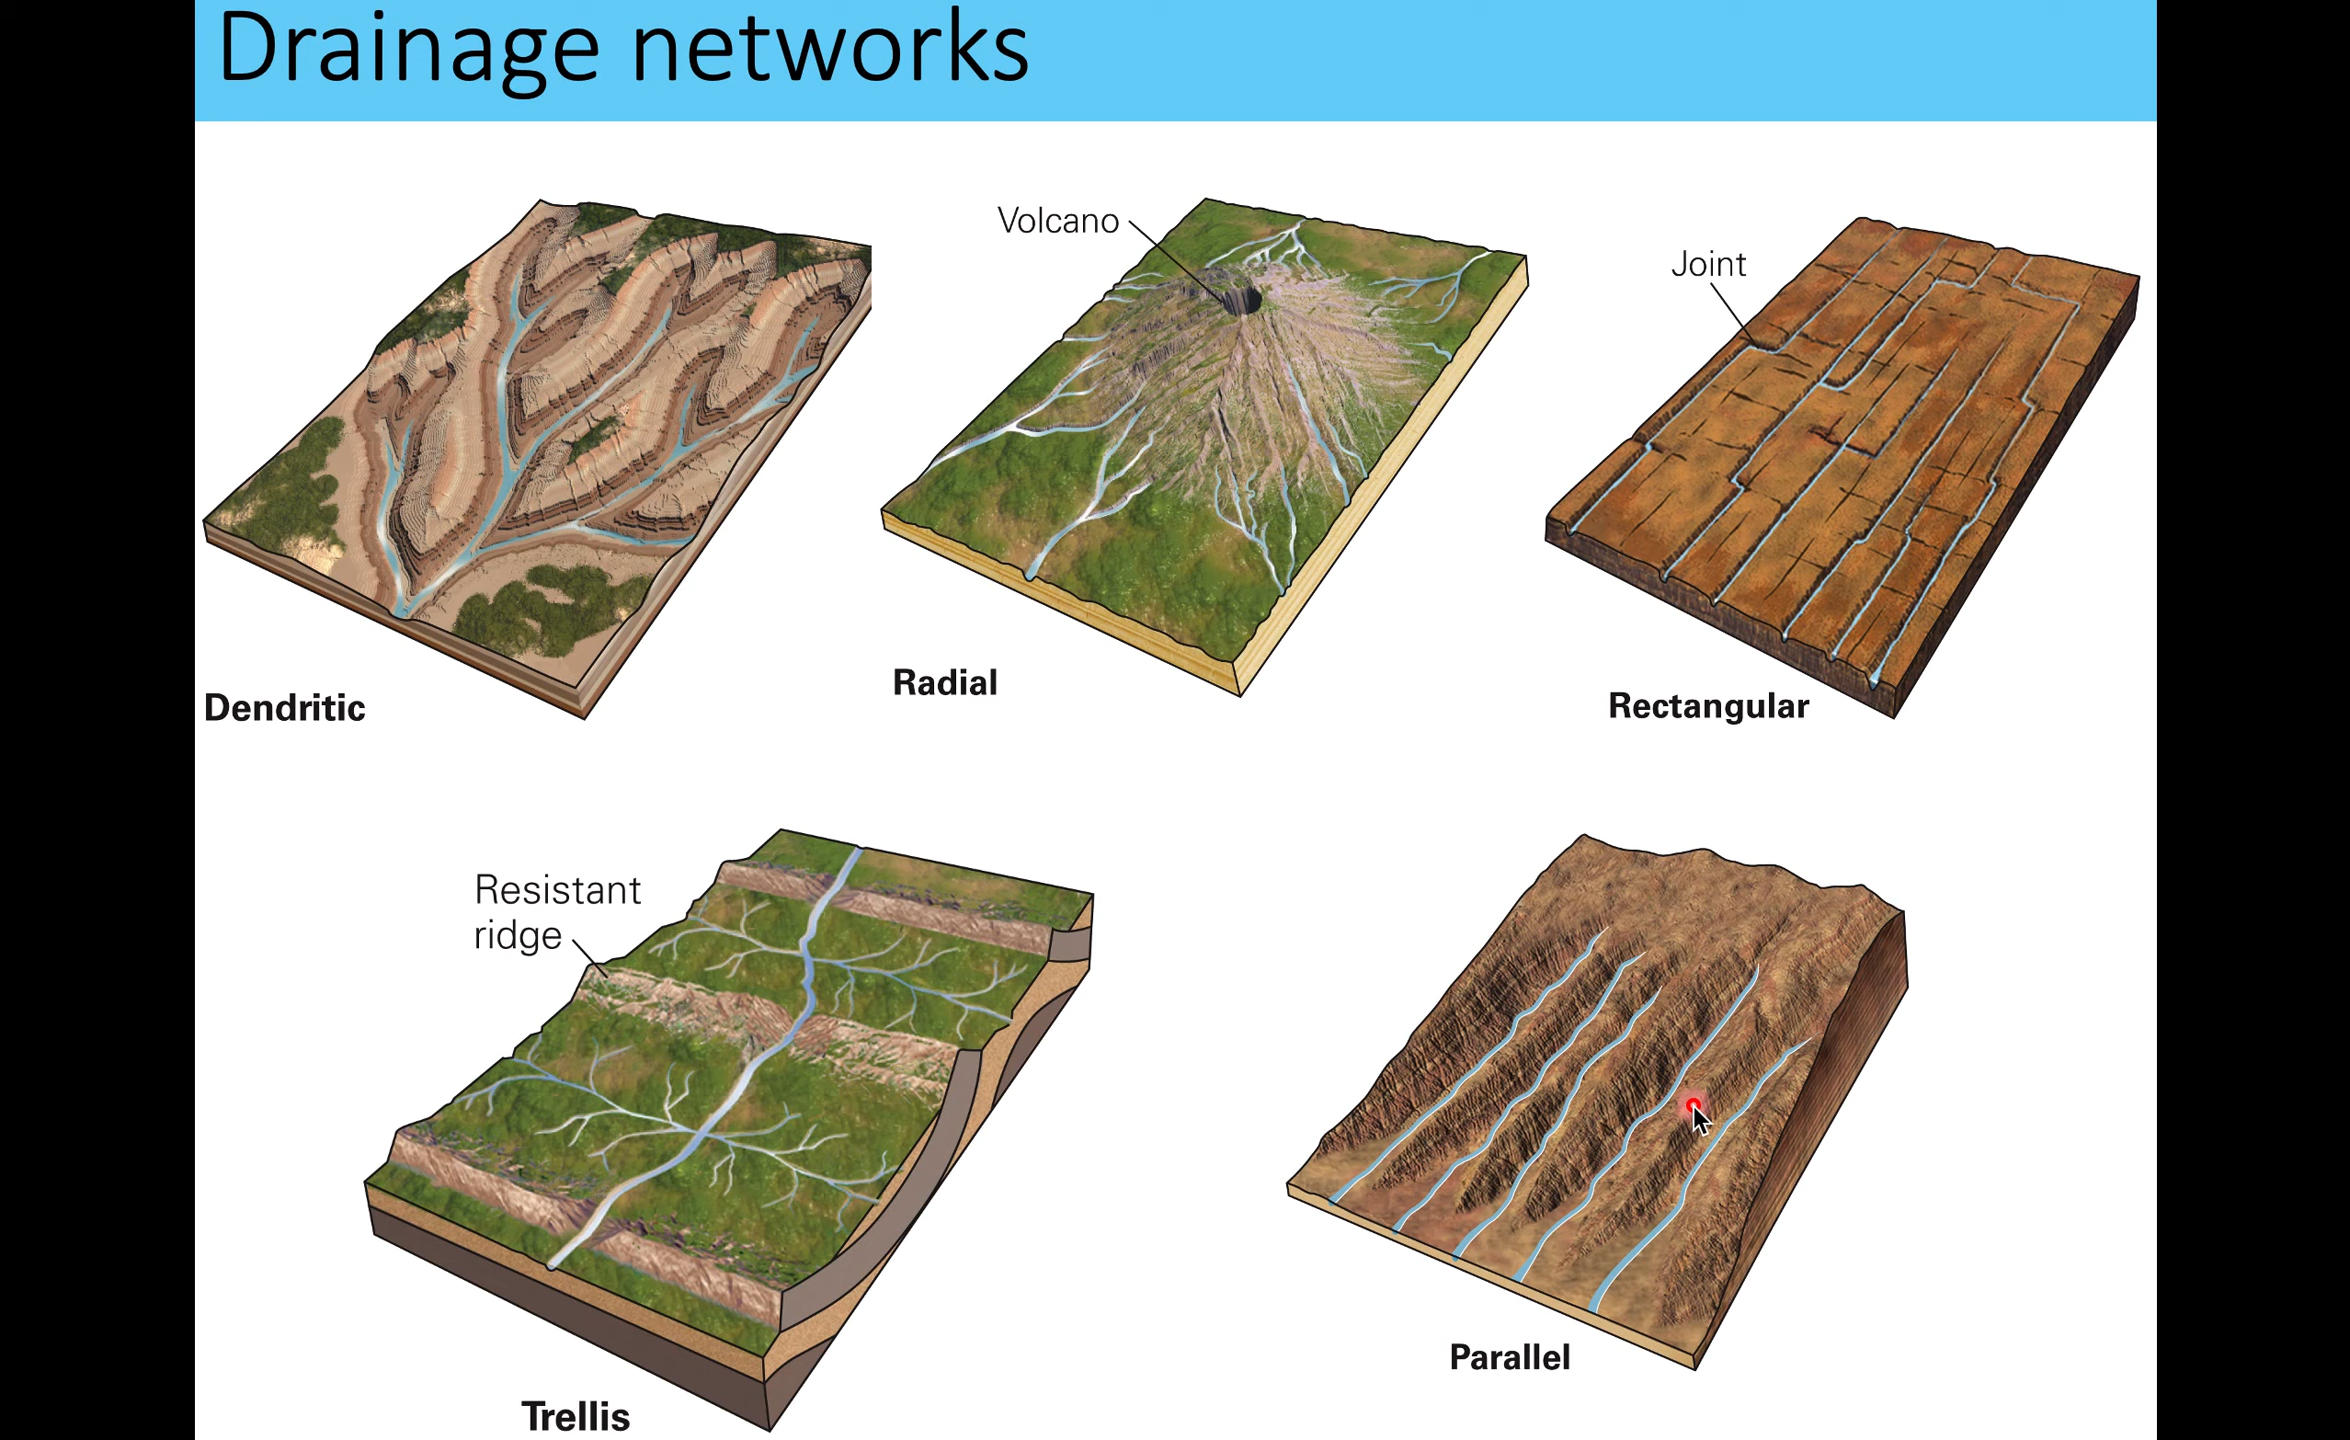 Drainage networks
Volcano
Joint
Dendritic
Radial
Rectangular
Resistant
ridge
Trellis
Parallel